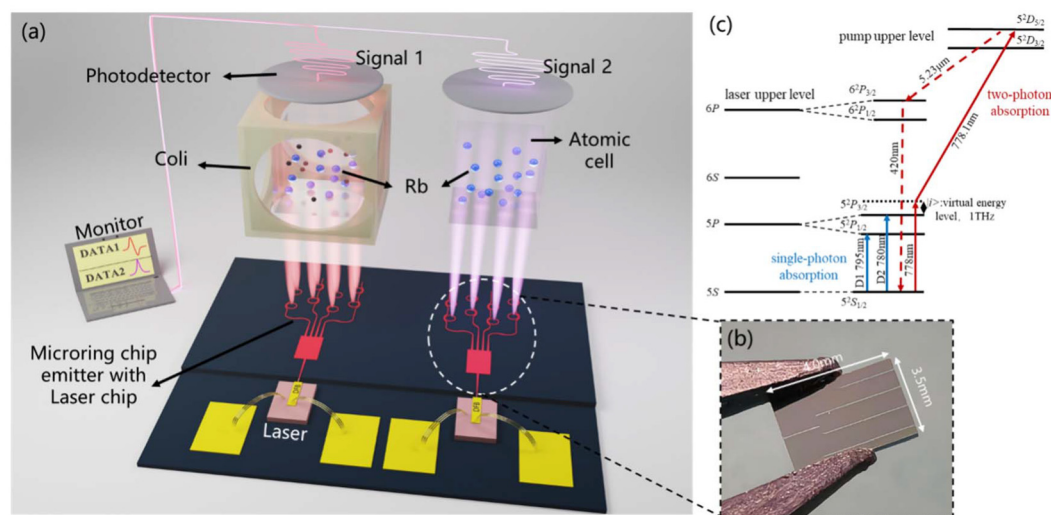 (a)
Signal 1
Signal 2
Photodetector
Coli
Rb
Atomic
cell
Monitor
DATA1
DATA2
Microring chip
emitter with
Laser chip
DFB
DFB
Laser
(c)
5²D₅/₂
pump upper level
5²D₃/₂
laser upper level
5.23μm
6²P₃/₂
6P
6²P₁/₂
two-photon
absorption
778.1nm
420nm
6S
5²P₃/₂
|i>:virtual energy
level, 1THz
5P
5²P₁/₂
single-photon
absorption
D1 795nm
D2 780nm
778nm
5S
5²S₁/₂
(b)
4.0mm
3.5mm